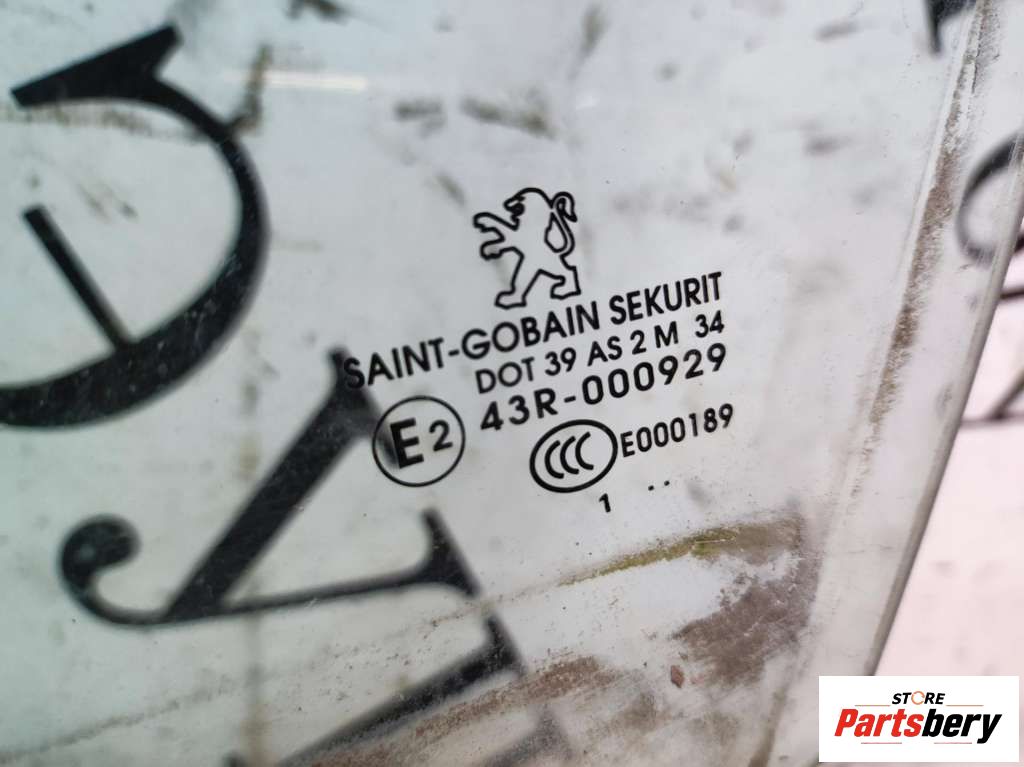 SAINT-GOBAIN SEKURIT
DOT 39 AS 2 M 34
43R-000929
E2
CCC E000189
1 ..
STORE
Partsbery